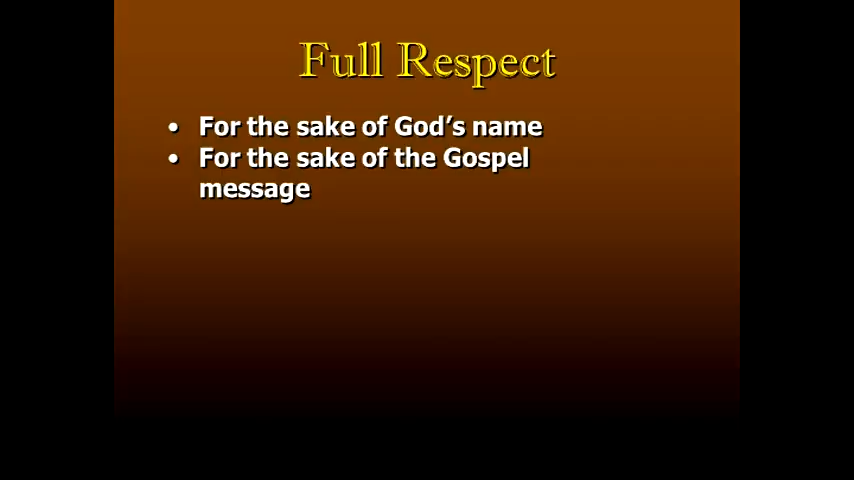 Full Respect
• For the sake of God's name
• For the sake of the Gospel
message